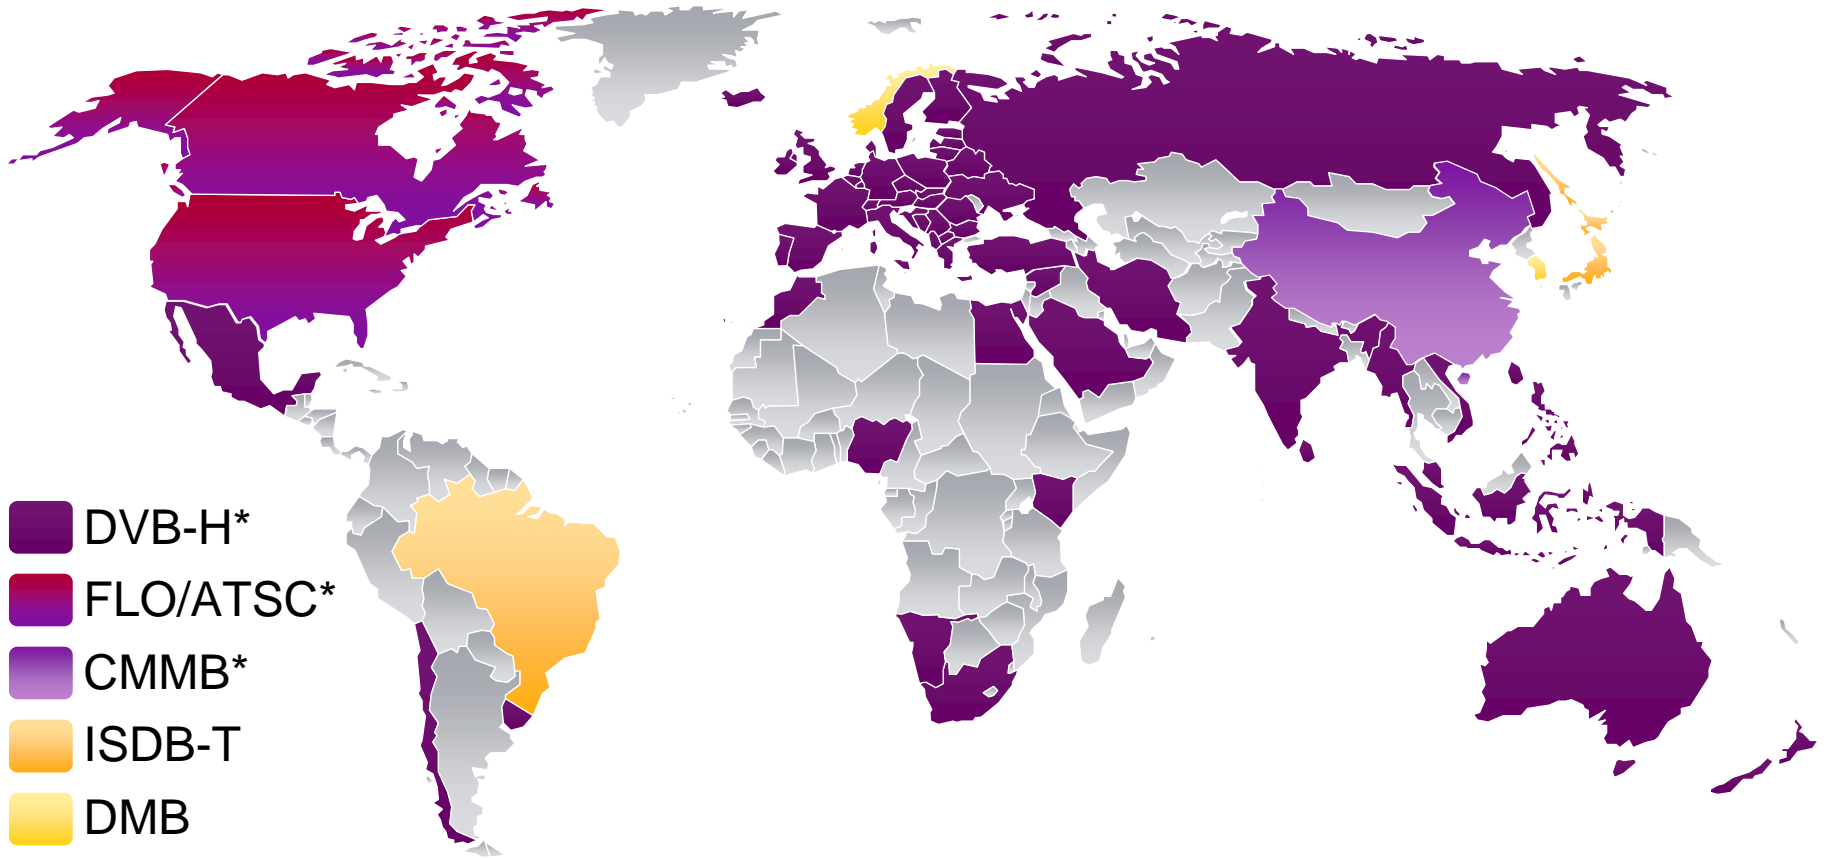 DVB-H*
FLO/ATSC*
CMMB*
ISDB-T
DMB